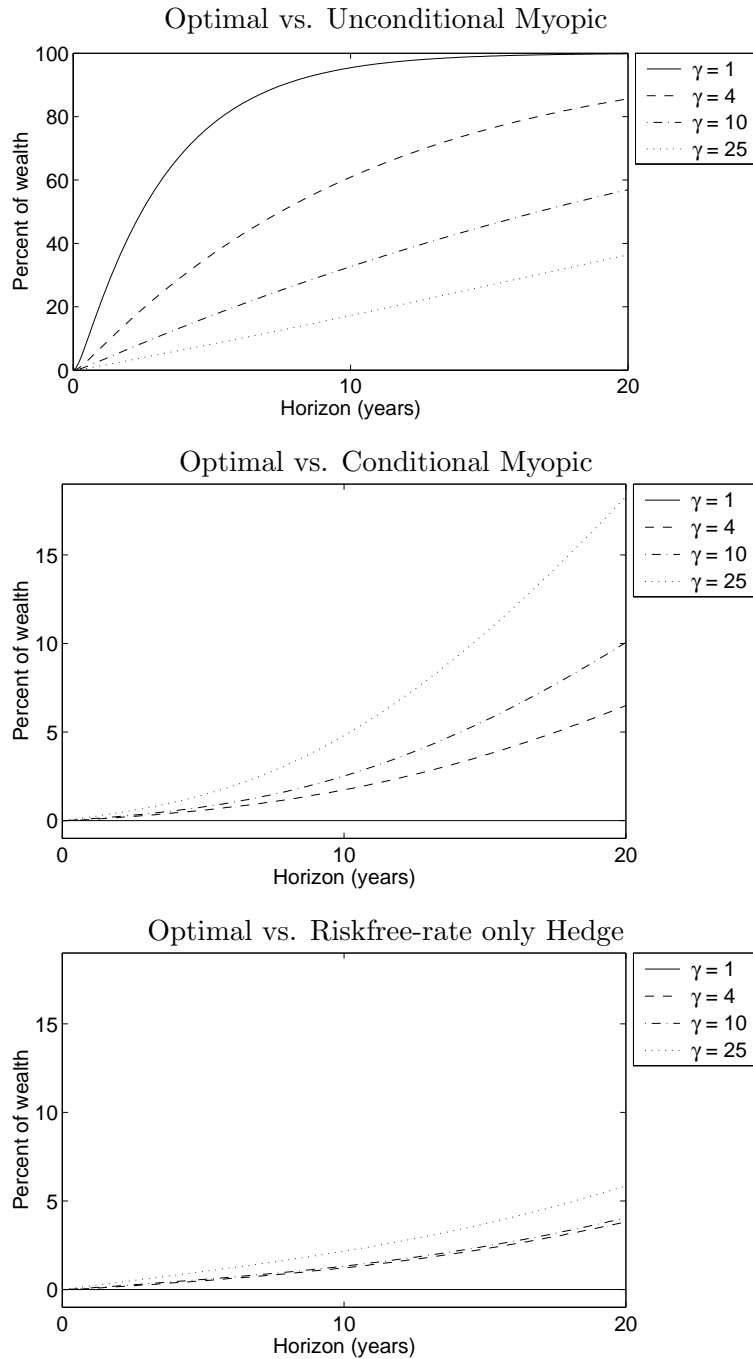 Optimal vs. Unconditional Myopic
100
80
60
40
20
0
Percent of wealth
0
10
20
Horizon (years)
γ = 1
γ = 4
γ = 10
γ = 25
Optimal vs. Conditional Myopic
15
10
5
0
Percent of wealth
0
10
20
Horizon (years)
γ = 1
γ = 4
γ = 10
γ = 25
Optimal vs. Riskfree-rate only Hedge
15
10
5
0
Percent of wealth
0
10
20
Horizon (years)
γ = 1
γ = 4
γ = 10
γ = 25